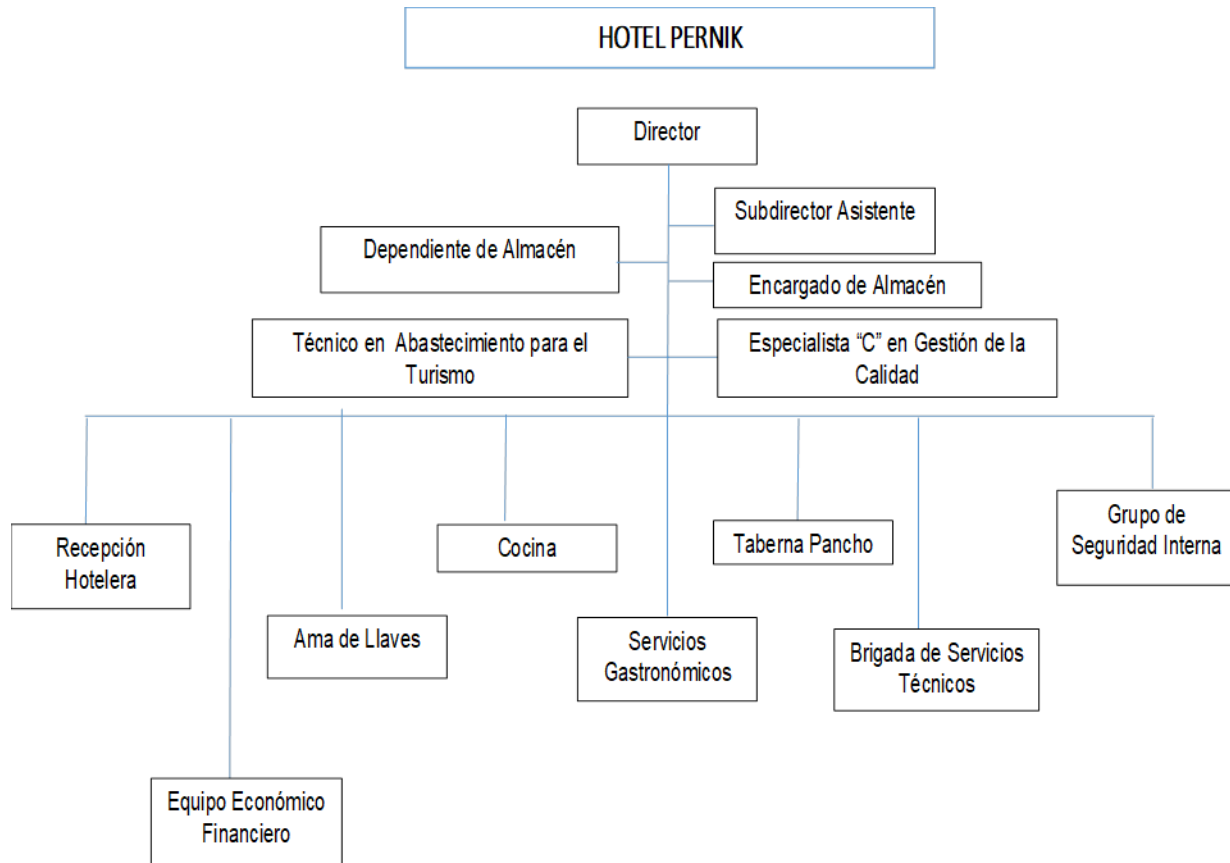 HOTEL PERNIK
Director
Subdirector Asistente
Dependiente de Almacén
Encargado de Almacén
Técnico en Abastecimiento para el
Turismo
Especialista “C” en Gestión de la
Calidad
Recepción
Hotelera
Cocina
Taberna Pancho
Grupo de
Seguridad Interna
Ama de Llaves
Servicios
Gastronómicos
Brigada de Servicios
Técnicos
Equipo Económico
Financiero